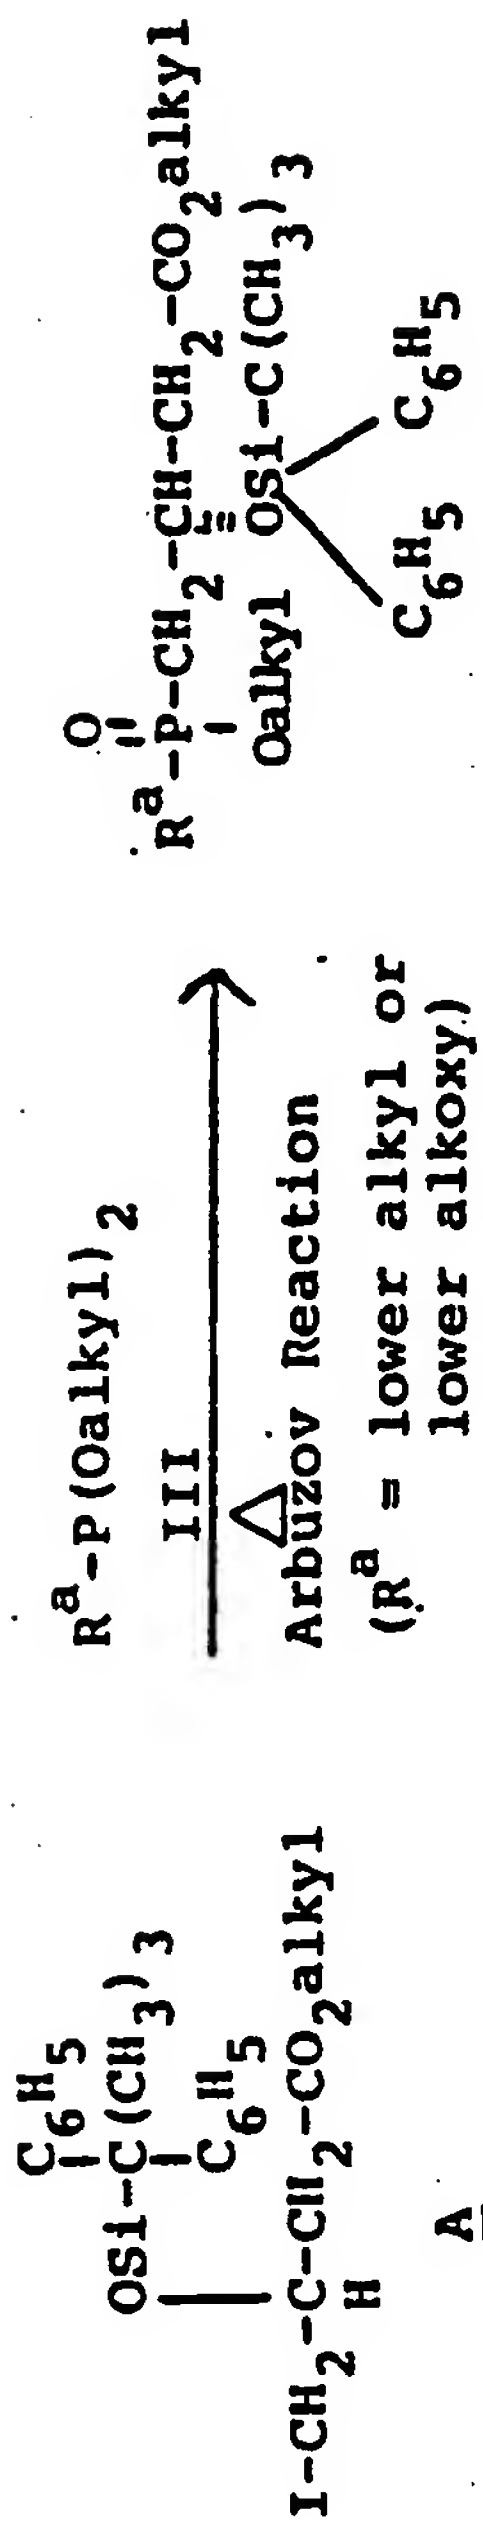 C6H5
OSi-C(CH3)3
C6H5
I-CH2-C-CH2-CO2alkyl
H
A
Ra-P(Oalkyl)2
III
Δ
Arbuzov Reaction
(Ra = lower alkyl or
lower alkoxy)
O
Ra-P-CH2-CH-CH2-CO2alkyl
Oalkyl OSi-C(CH3)3
C6H5 C6H5